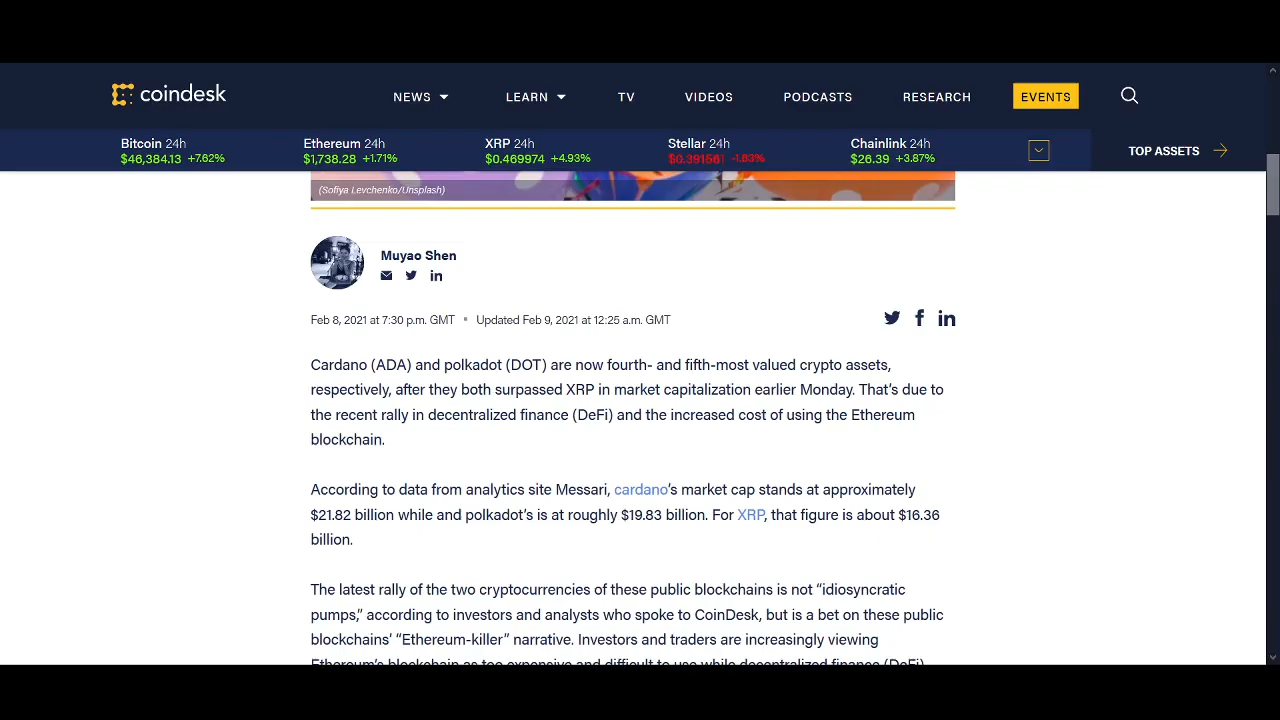 coindesk
NEWS LEARN TV VIDEOS PODCASTS RESEARCH EVENTS
Bitcoin 24h Ethereum 24h XRP 24h Stellar 24h Chainlink 24h
$46,384.13 +7.62% $1,738.28 +1.71% $0.469974 +4.93% $0.391561 -1.83% $26.39 +3.87%
TOP ASSETS
(Sofiya Levchenko/Unsplash)
Muyao Shen
Feb 8, 2021 at 7:30 p.m. GMT Updated Feb 9, 2021 at 12:25 a.m. GMT
Cardano (ADA) and polkadot (DOT) are now fourth- and fifth-most valued crypto assets,
respectively, after they both surpassed XRP in market capitalization earlier Monday. That’s due to
the recent rally in decentralized finance (DeFi) and the increased cost of using the Ethereum
blockchain.
According to data from analytics site Messari, cardano’s market cap stands at approximately
$21.82 billion while and polkadot’s is at roughly $19.83 billion. For XRP, that figure is about $16.36
billion.
The latest rally of the two cryptocurrencies of these public blockchains is not “idiosyncratic
pumps,” according to investors and analysts who spoke to CoinDesk, but is a bet on these public
blockchains’ “Ethereum-killer” narrative. Investors and traders are increasingly viewing
Ethereum’s blockchain as too expensive and difficult to use while decentralized finance (DeFi)